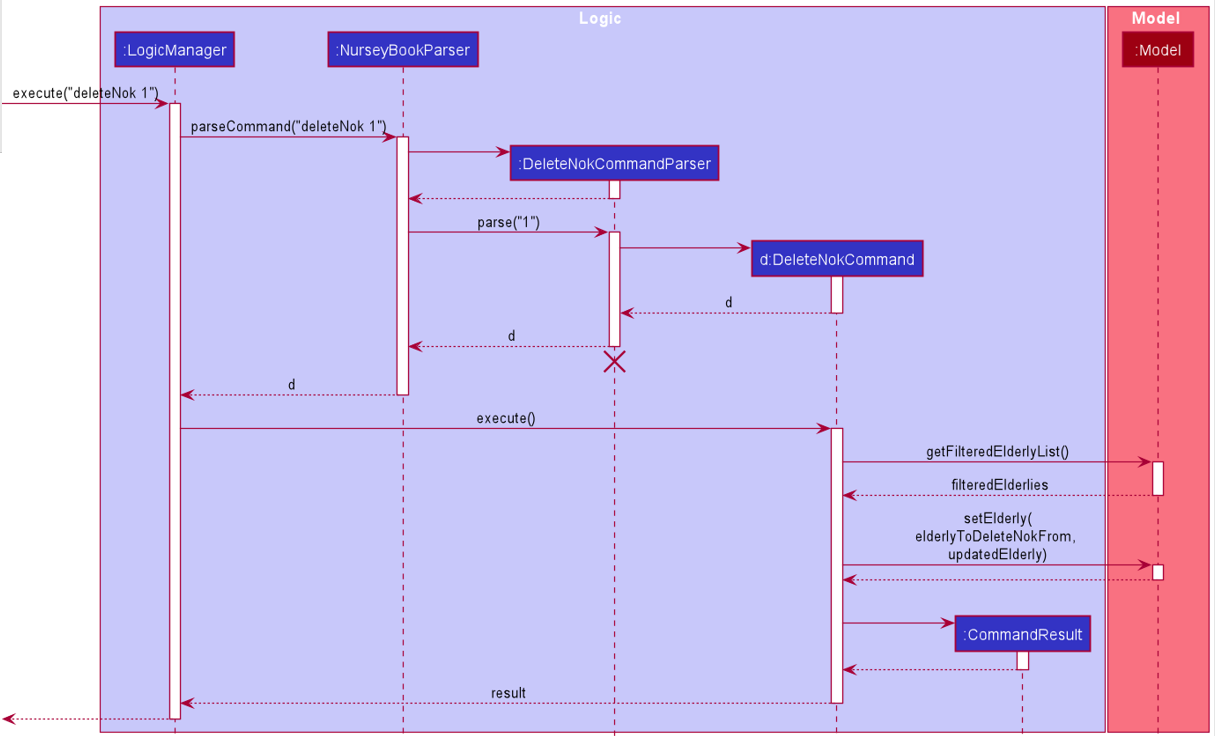 Logic
Model
:LogicManager
:NurseyBookParser
:Model
execute("deleteNok 1")
parseCommand("deleteNok 1")
:DeleteNokCommandParser
parse("1")
d:DeleteNokCommand
d
d
d
execute()
getFilteredElderlyList()
filteredElderlies
setElderly(
elderlyToDeleteNokFrom,
updatedElderly)
:CommandResult
result